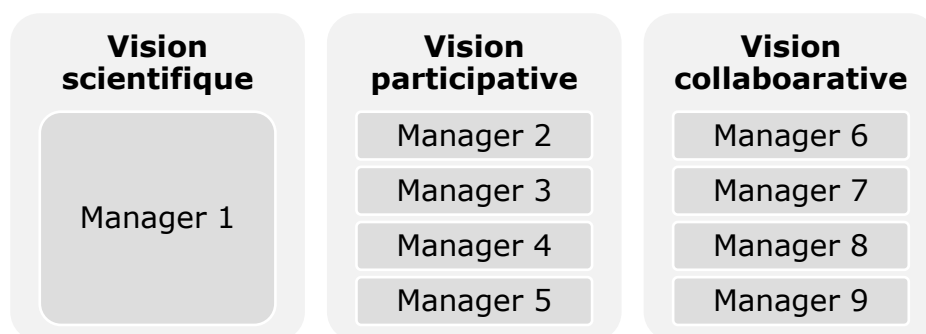 Vision
scientifique
Manager 1
Vision
participative
Manager 2
Manager 3
Manager 4
Manager 5
Vision
collaboarative
Manager 6
Manager 7
Manager 8
Manager 9